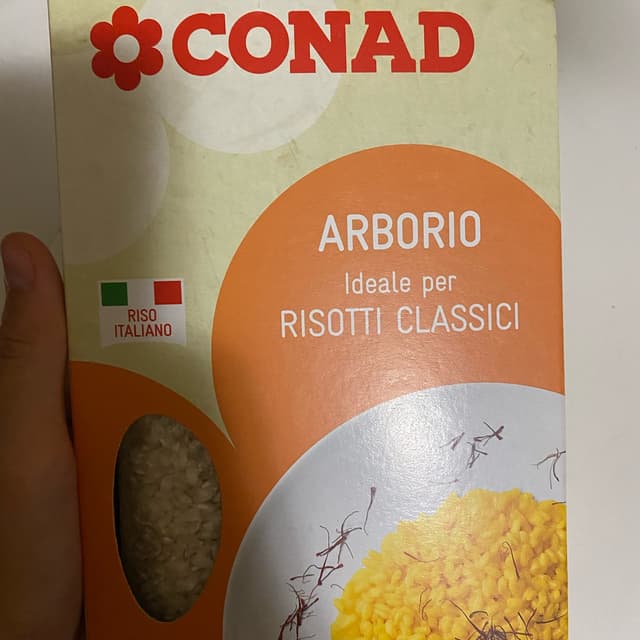 CONAD
ARBORIO
Ideale per
RISOTTI CLASSICI
RISO
ITALIANO